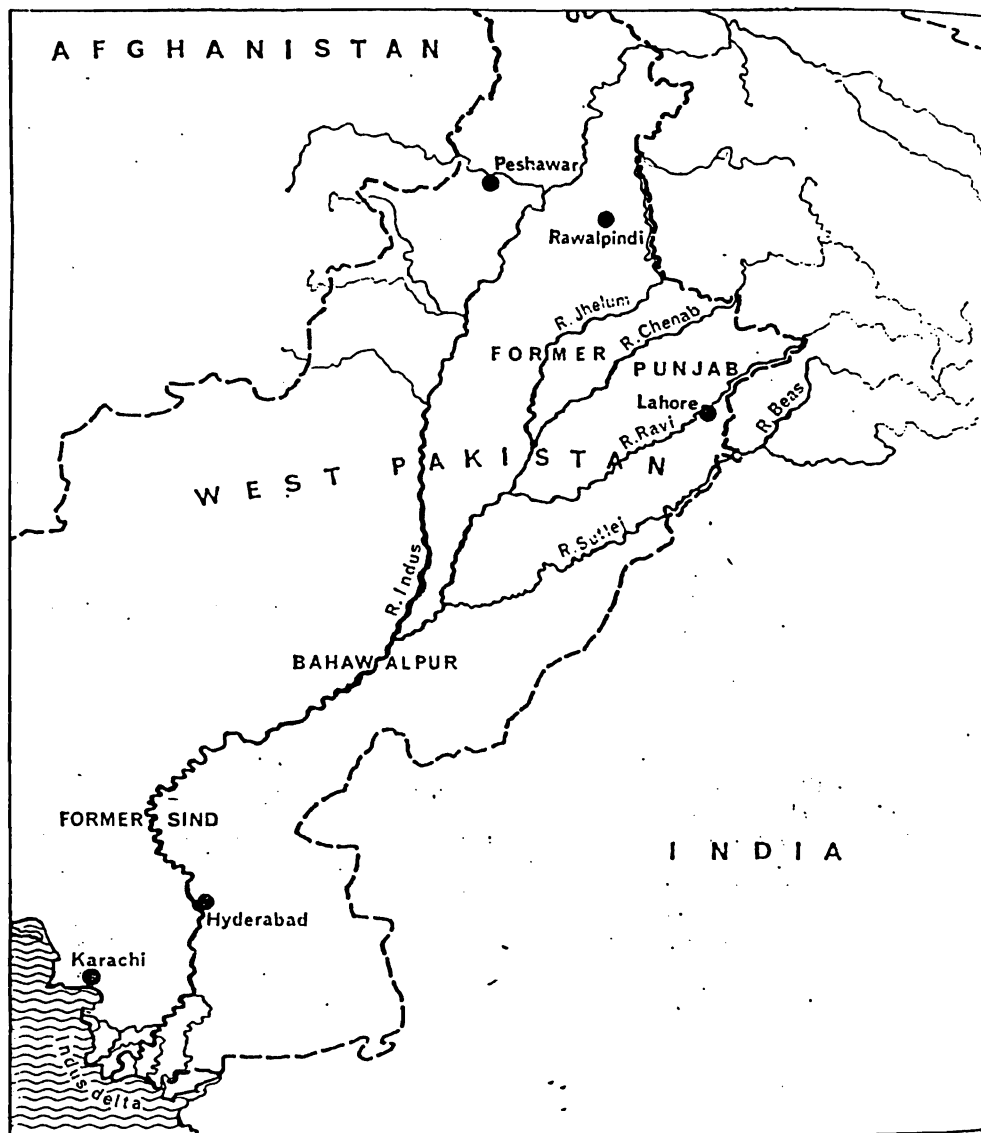 AFGHANISTAN
Peshawar
Rawalpindi
R. Jhelum
R. Chenab
FORMER
PUNJAB
Lahore
R. Beas
R. Ravi
WEST PAKISTAN
R. Sutlej
R. Indus
BAHAWALPUR
FORMER SIND
INDIA
Hyderabad
Karachi
Indus delta